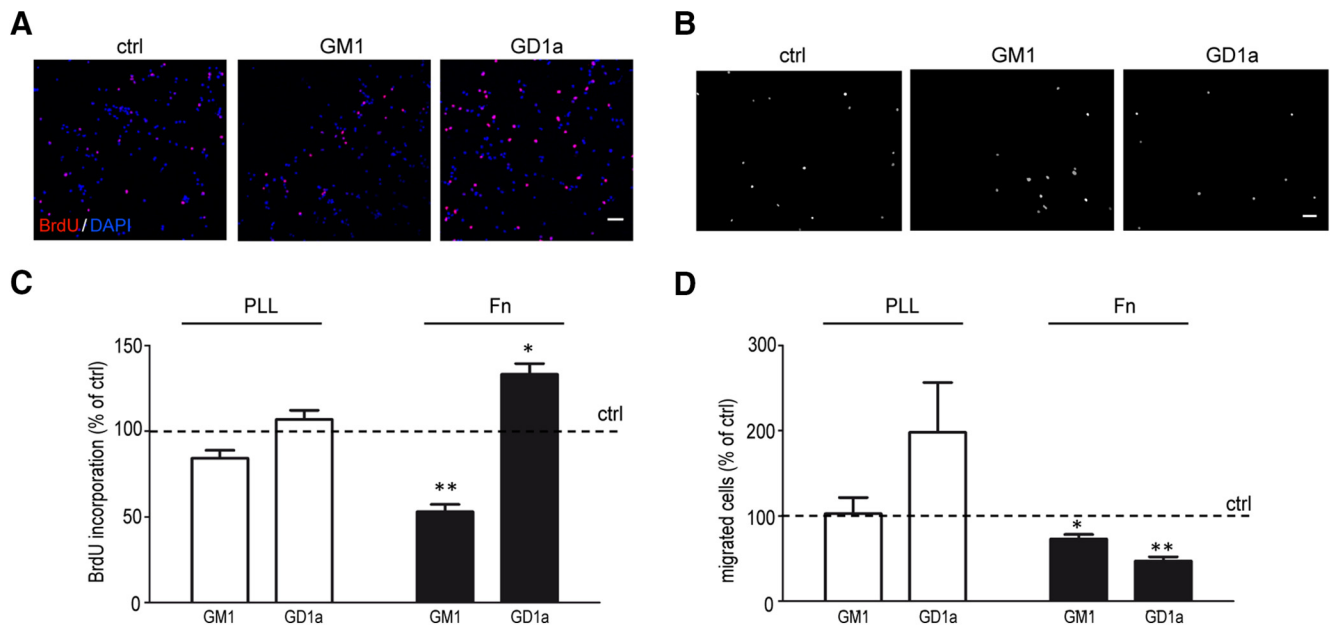 A
ctrl
GM1
GD1a
BrdU/DAPI
B
ctrl
GM1
GD1a
C
PLL
Fn
BrdU incorporation (% of ctrl)
150
100
50
0
**
*
ctrl
GM1
GD1a
GM1
GD1a
D
PLL
Fn
migrated cells (% of ctrl)
300
200
100
0
*
**
ctrl
GM1
GD1a
GM1
GD1a